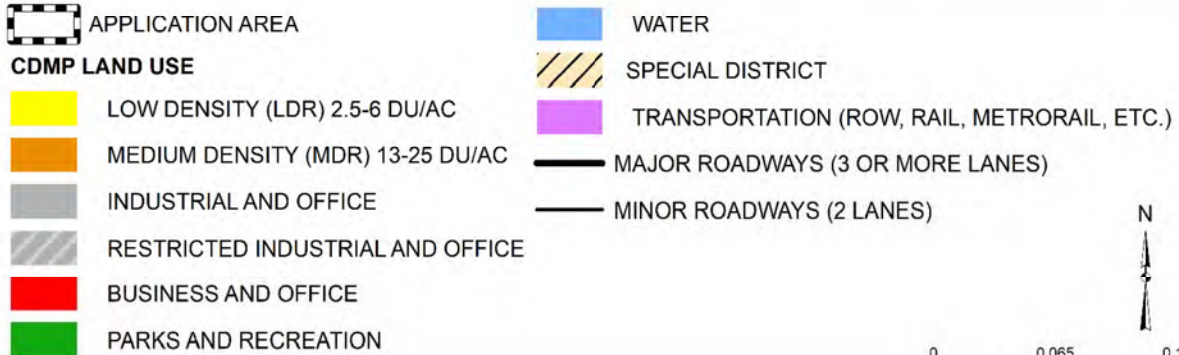 APPLICATION AREA
CDMP LAND USE
LOW DENSITY (LDR) 2.5-6 DU/AC
MEDIUM DENSITY (MDR) 13-25 DU/AC
INDUSTRIAL AND OFFICE
RESTRICTED INDUSTRIAL AND OFFICE
BUSINESS AND OFFICE
PARKS AND RECREATION
WATER
SPECIAL DISTRICT
TRANSPORTATION (ROW, RAIL, METRORAIL, ETC.)
MAJOR ROADWAYS (3 OR MORE LANES)
MINOR ROADWAYS (2 LANES)
N
0 0.065